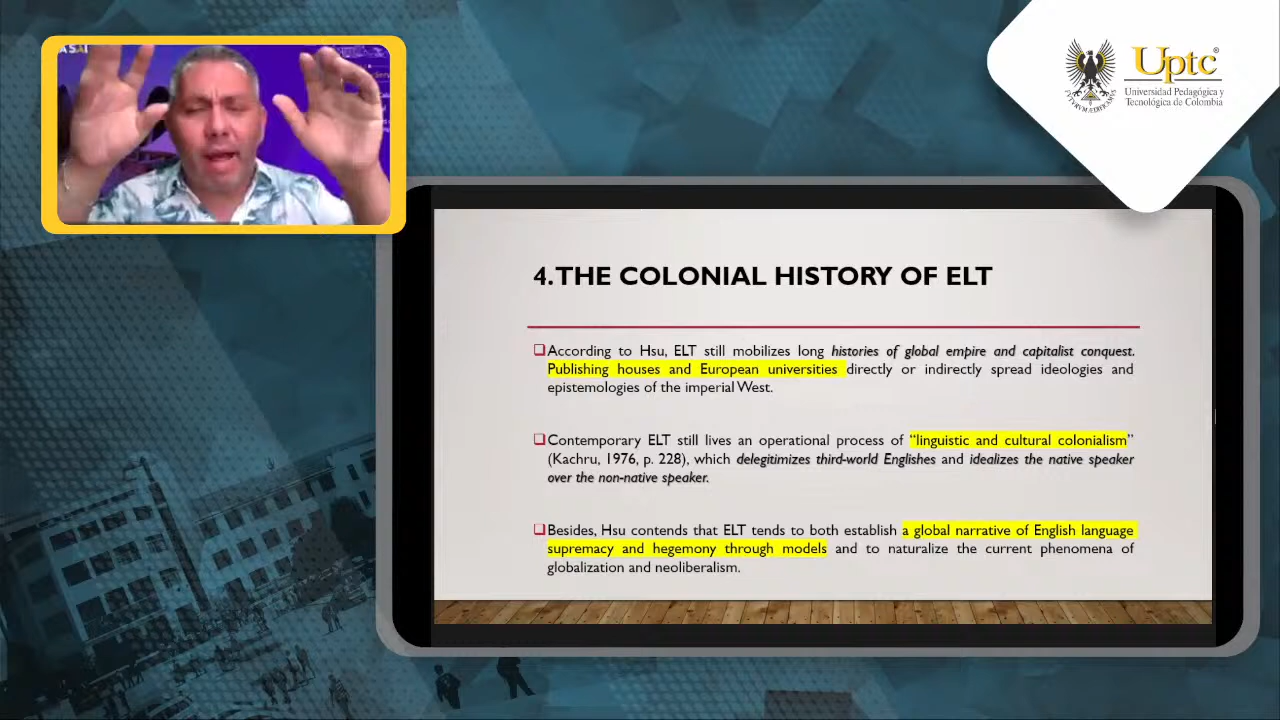 ASAI
Uptc®
Universidad Pedagógica y
Tecnológica de Colombia
4. THE COLONIAL HISTORY OF ELT
❑According to Hsu, ELT still mobilizes long histories of global empire and capitalist conquest.
Publishing houses and European universities directly or indirectly spread ideologies and
epistemologies of the imperial West.
❑Contemporary ELT still lives an operational process of “linguistic and cultural colonialism”
(Kachru, 1976, p. 228), which delegitimizes third-world Englishes and idealizes the native speaker
over the non-native speaker.
❑Besides, Hsu contends that ELT tends to both establish a global narrative of English language
supremacy and hegemony through models and to naturalize the current phenomena of
globalization and neoliberalism.